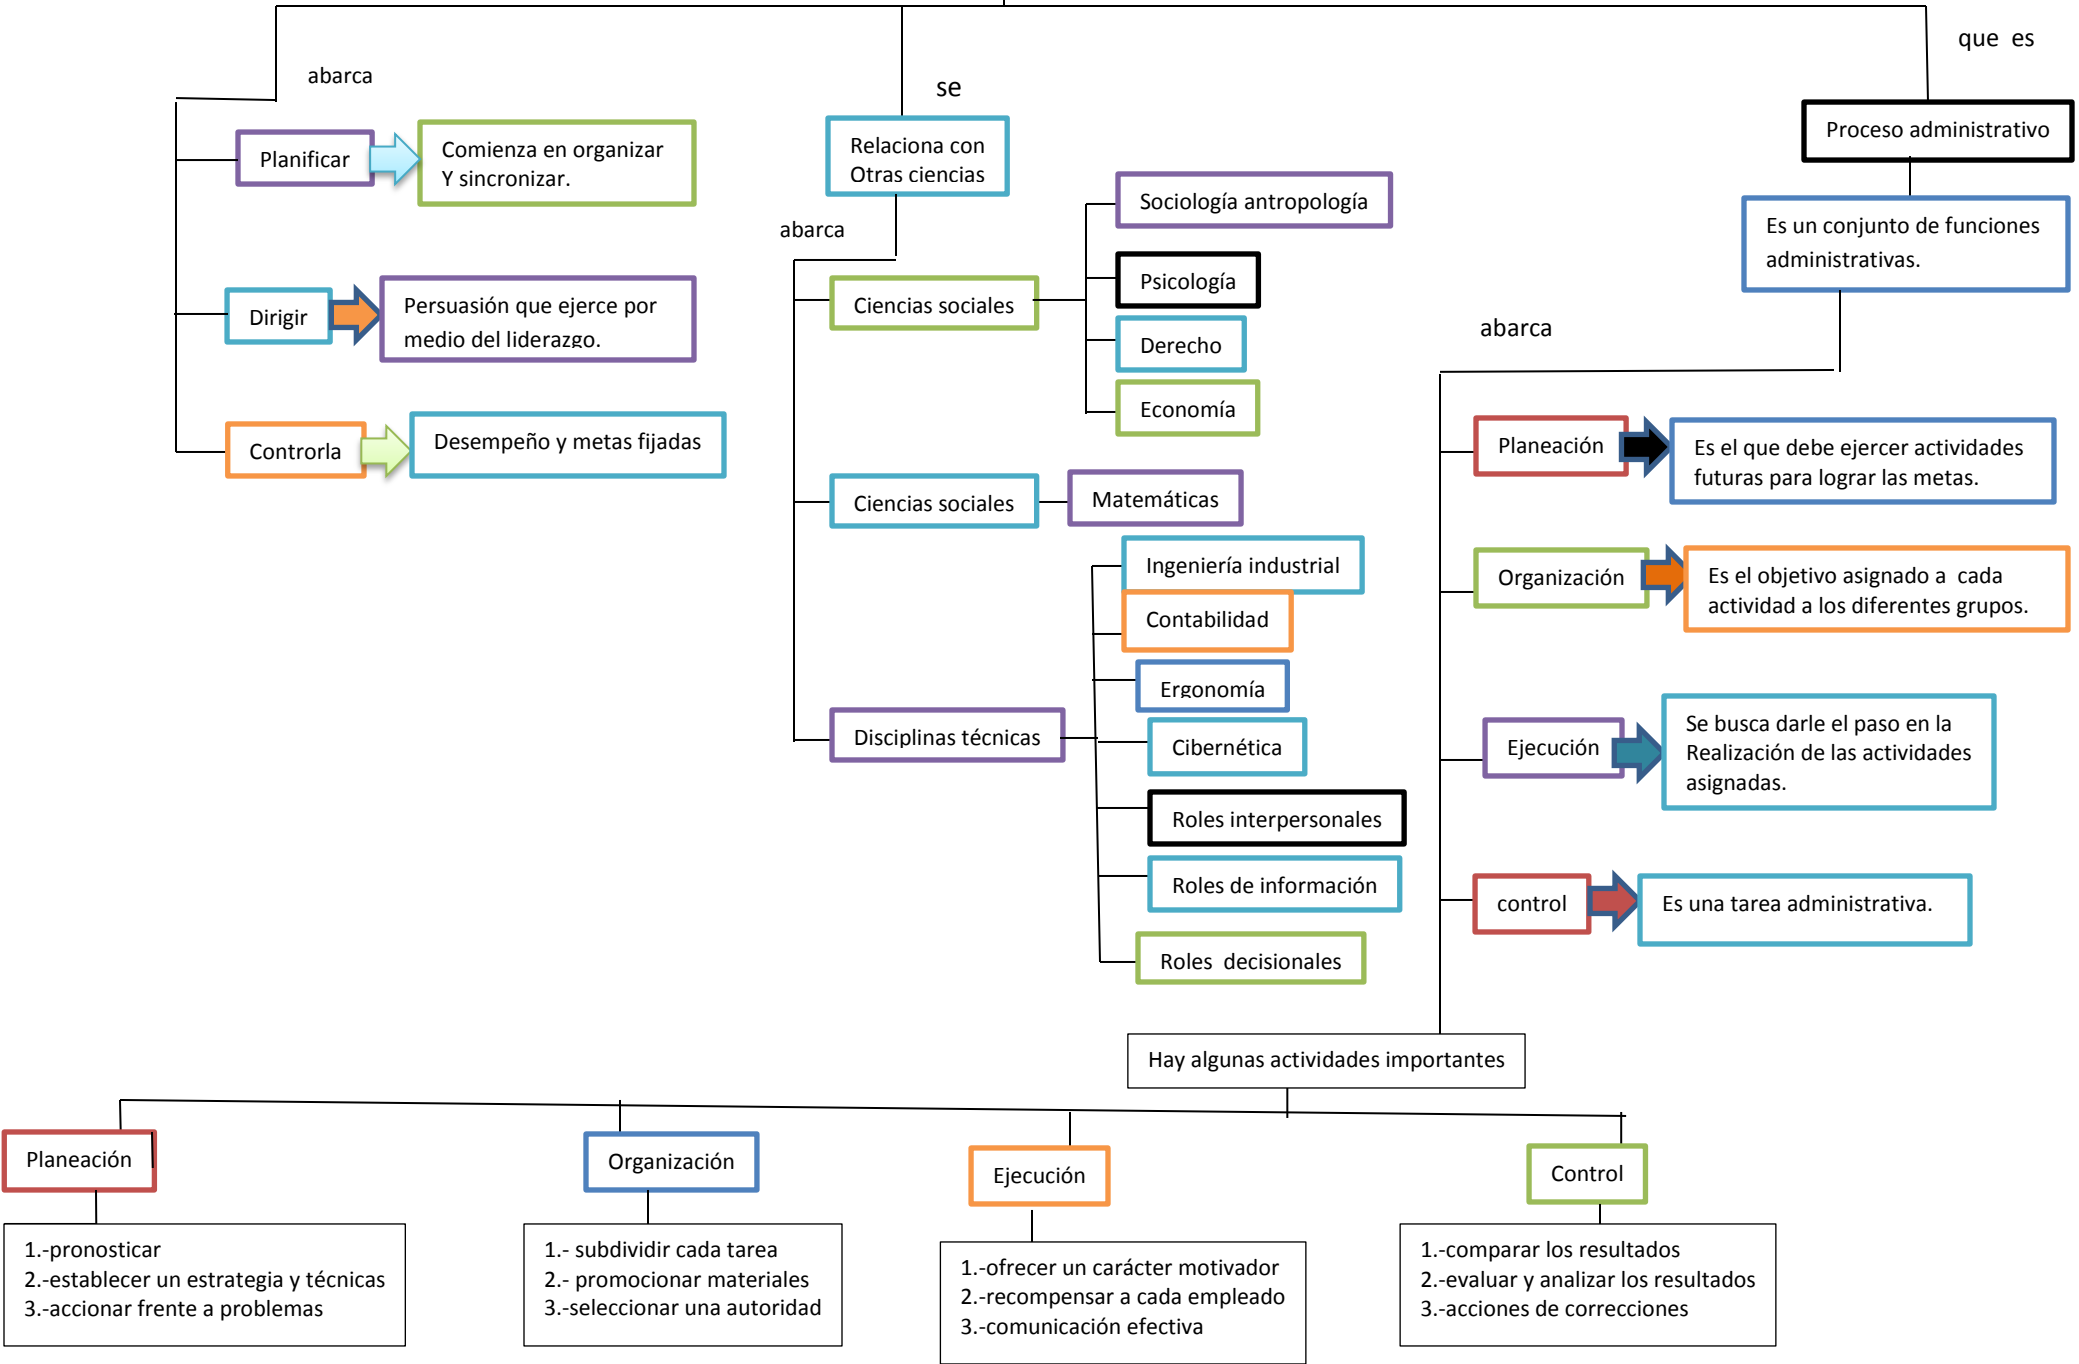 abarca
Planificar
Comienza en organizar
Y sincronizar.
Dirigir
Persuasión que ejerce por
medio del liderazgo.
Controrla
Desempeño y metas fijadas
se
Relaciona con
Otras ciencias
abarca
Ciencias sociales
Sociología antropología
Psicología
Derecho
Economía
Ciencias sociales
Matemáticas
Disciplinas técnicas
Ingeniería industrial
Contabilidad
Ergonomía
Cibernética
Roles interpersonales
Roles de información
Roles  decisionales
que  es
Proceso administrativo
Es un conjunto de funciones
administrativas.
abarca
Planeación
Es el que debe ejercer actividades
futuras para lograr las metas.
Organización
Es el objetivo asignado a  cada
actividad a los diferentes grupos.
Ejecución
Se busca darle el paso en la
Realización de las actividades
asignadas.
control
Es una tarea administrativa.
Hay algunas actividades importantes
Planeación
1.-pronosticar
2.-establecer un estrategia y técnicas
3.-accionar frente a problemas
Organización
1.- subdividir cada tarea
2.- promocionar materiales
3.-seleccionar una autoridad
Ejecución
1.-ofrecer un carácter motivador
2.-recompensar a cada empleado
3.-comunicación efectiva
Control
1.-comparar los resultados
2.-evaluar y analizar los resultados
3.-acciones de correcciones